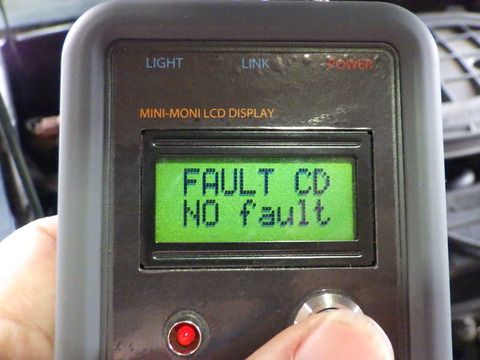 LIGHT LINK POWER
MINI-MONI LCD DISPLAY
FAULT CD
NO fault